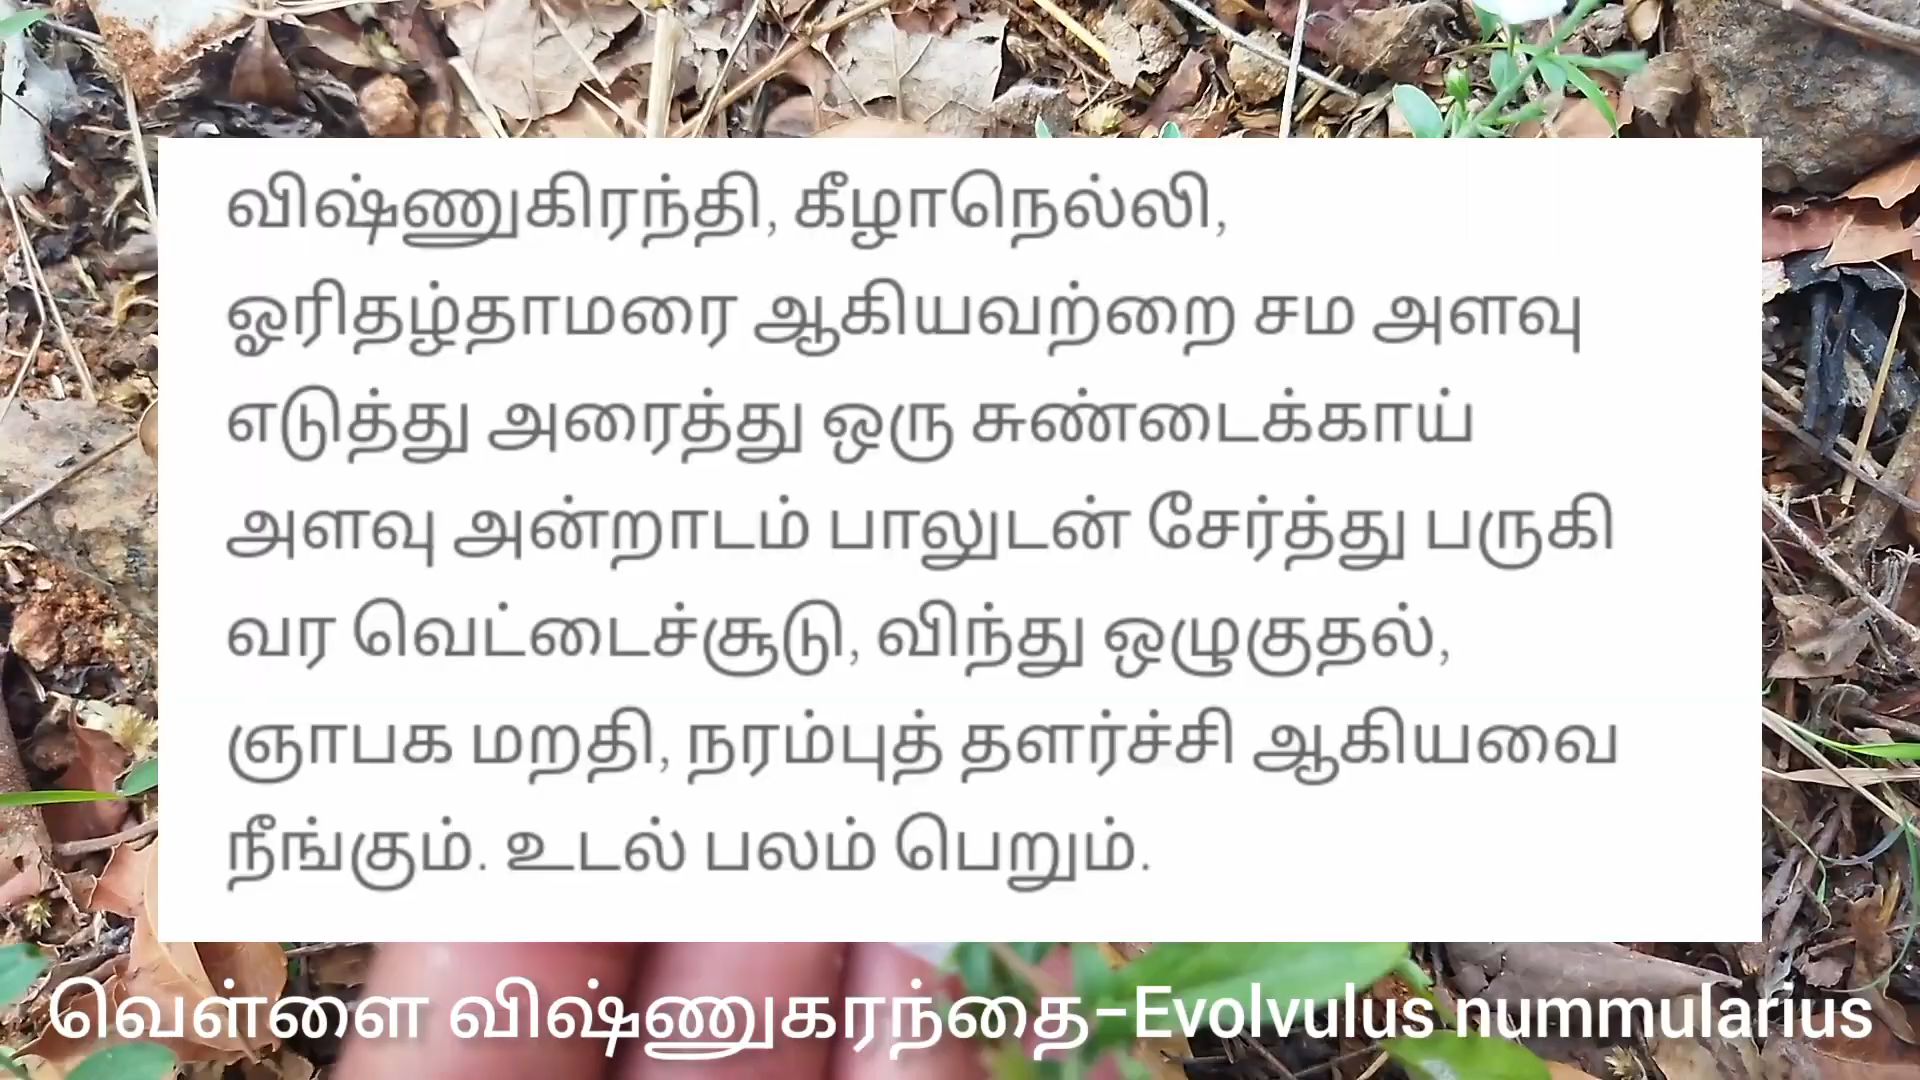 விஷ்ணுகிரந்தி, கீழாநெல்லி,
ஓரிதழ்தாமரை ஆகியவற்றை சம அளவு
எடுத்து அரைத்து ஒரு சுண்டைக்காய்
அளவு அன்றாடம் பாலுடன் சேர்த்து பருகி
வர வெட்டைச்சூடு, விந்து ஒழுகுதல்,
ஞாபக மறதி, நரம்புத் தளர்ச்சி ஆகியவை
நீங்கும். உடல் பலம் பெறும்.
வெள்ளை விஷ்ணுகரந்தை-Evolvulus nummularius